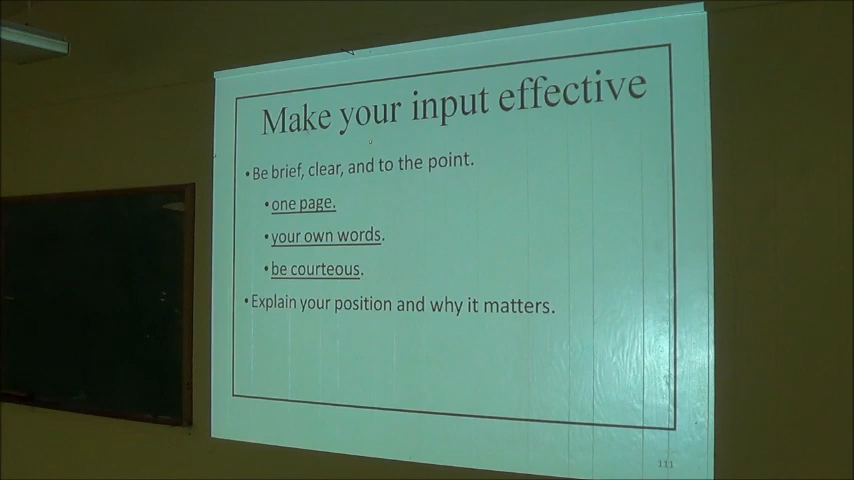 Make your input effective
•Be brief, clear, and to the point.
•one page.
•your own words.
•be courteous.
•Explain your position and why it matters.
111